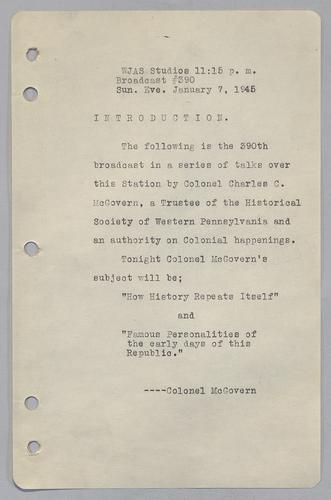 WJAS Studios 11:15 p. m.
Broadcast #390
Sun. Eve. January 7, 1945
INTRODUCTION.
The following is the 390th
broadcast in a series of talks over
this Station by Colonel Charles C.
McGovern, a Trustee of the Historical
Society of Western Pennsylvania and
an authority on Colonial happenings.
Tonight Colonel McGovern's
subject will be;
"How History Repeats Itself"
and
"Famous Personalities of
the early days of this
Republic."
----Colonel McGovern